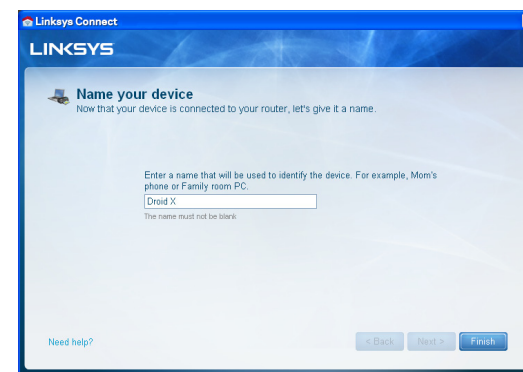 Linksys Connect
LINKSYS
Name your device
Now that your device is connected to your router, let's give it a name.
Enter a name that will be used to identify the device. For example, Mom's
phone or Family room PC.
Droid X
The name must not be blank
Need help?
< Back Next > Finish